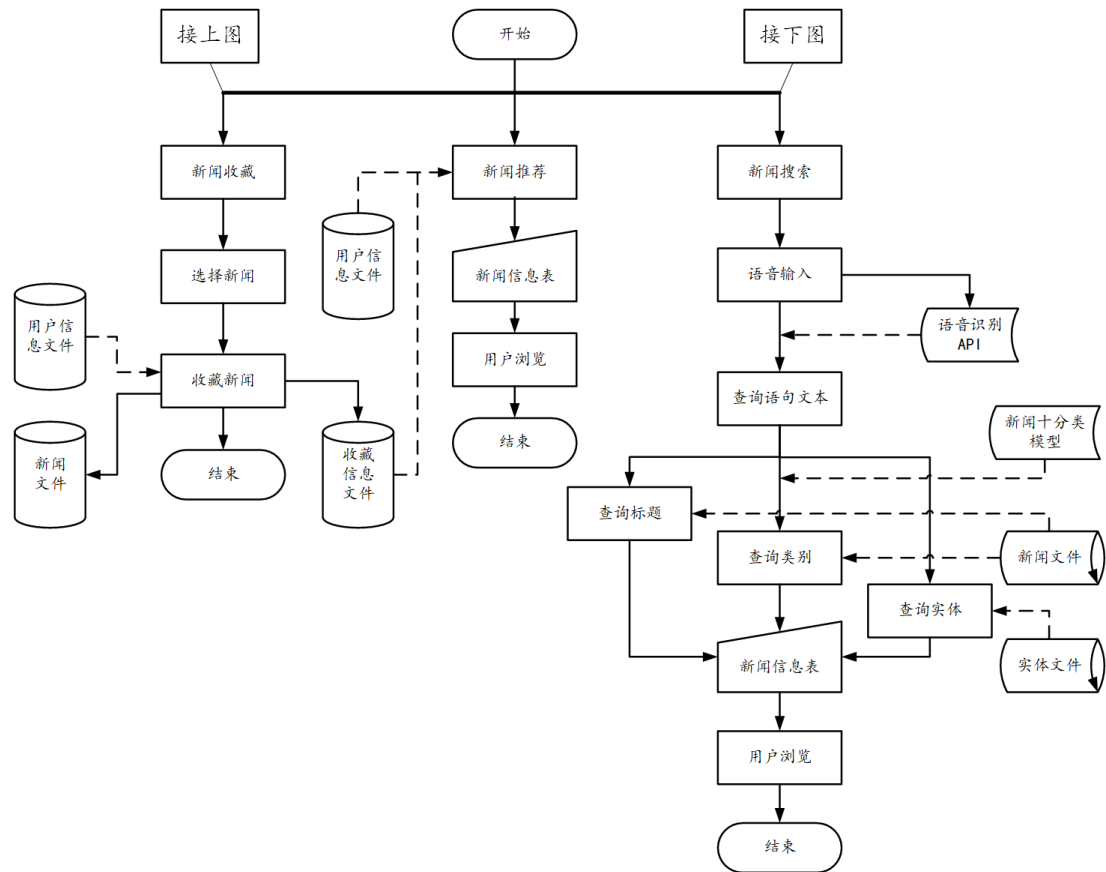 接上图
开始
接下图
新闻收藏
新闻推荐
新闻搜索
用户信
息文件
选择新闻
新闻信息表
语音输入
用户信
息文件
语音识别
API
用户浏览
收藏新闻
查询语句文本
新闻十分类
模型
结束
新闻
文件
结束
收藏
信息
文件
查询标题
查询类别
新闻文件
查询实体
新闻信息表
实体文件
用户浏览
结束